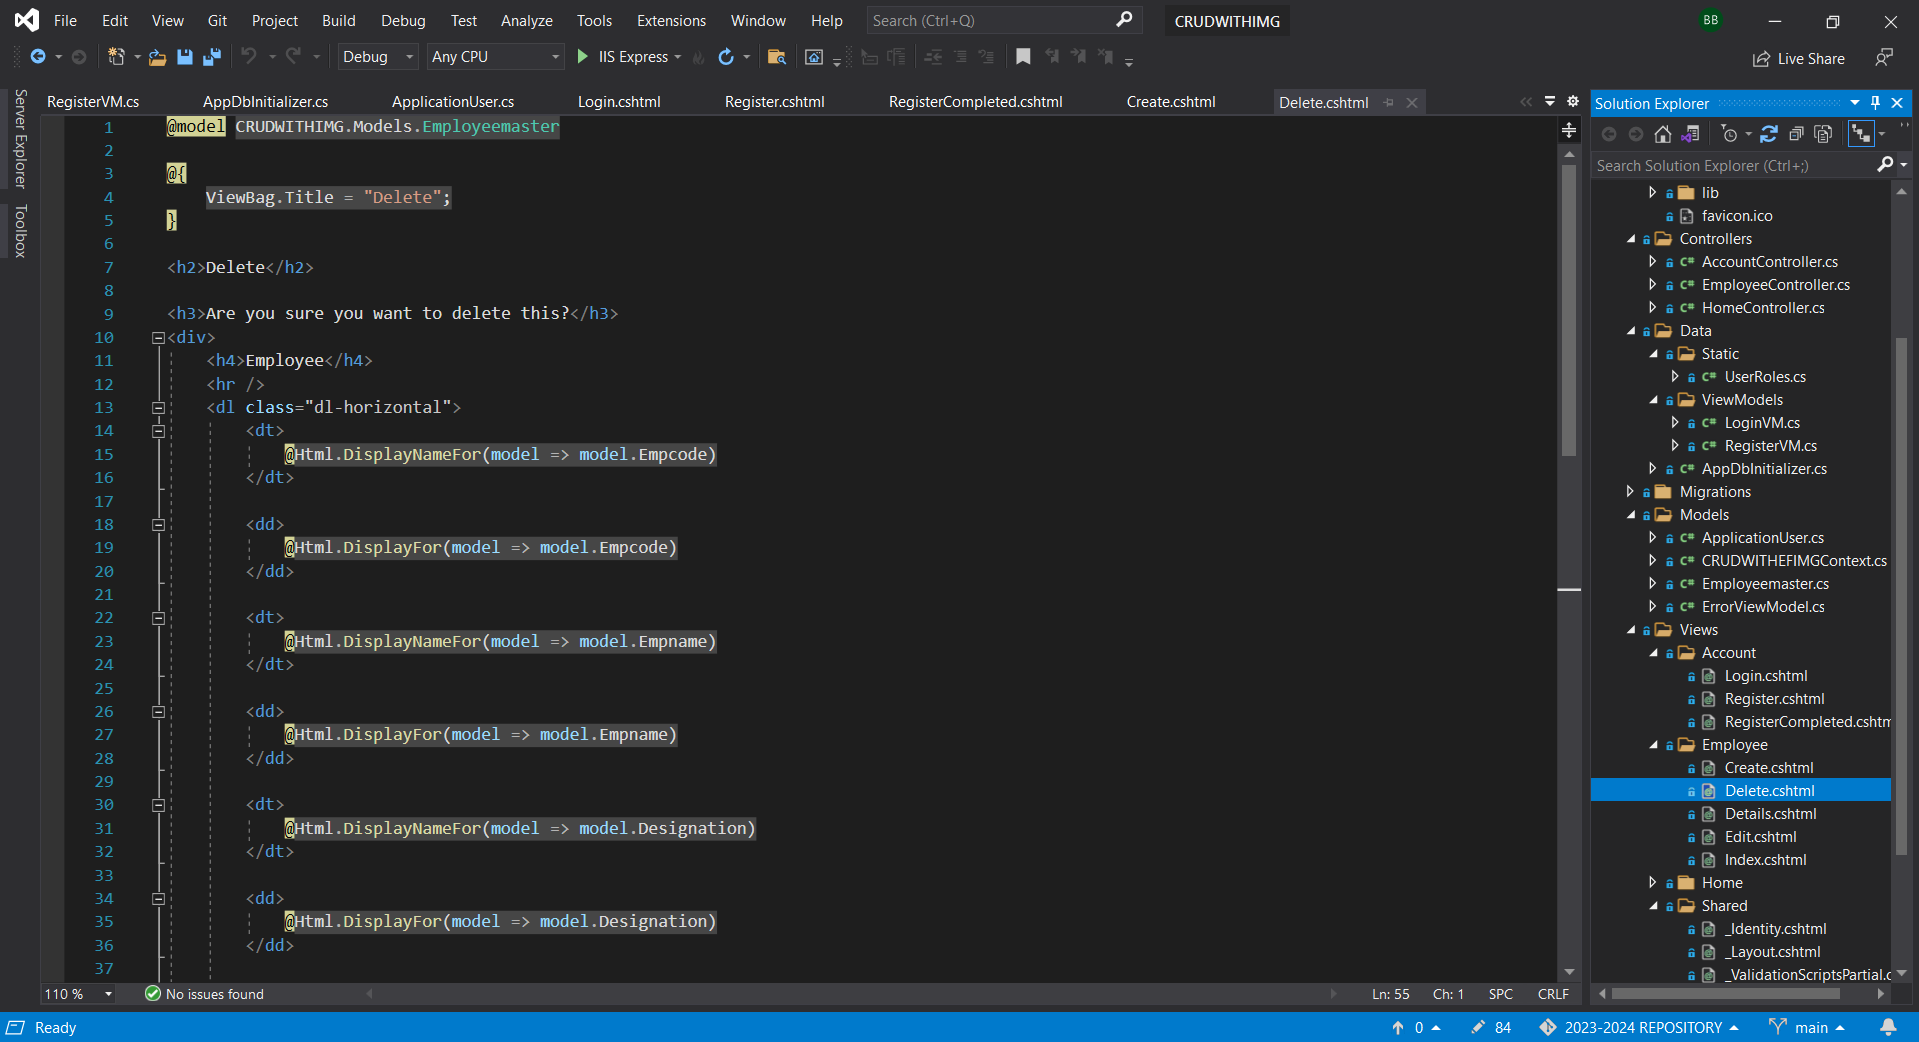 File Edit View Git Project Build Debug Test Analyze Tools Extensions Window Help Search (Ctrl+Q) CRUDWITHIMG BB
Debug Any CPU IIS Express Live Share
Server Explorer
Toolbox
RegisterVM.cs AppDbInitializer.cs ApplicationUser.cs Login.cshtml Register.cshtml RegisterCompleted.cshtml Create.cshtml Delete.cshtml
1 @model CRUDWITHIMG.Models.Employeemaster
2
3 @{
4 ViewBag.Title = "Delete";
5 }
6
7 <h2>Delete</h2>
8
9 <h3>Are you sure you want to delete this?</h3>
10 <div>
11 <h4>Employee</h4>
12 <hr />
13 <dl class="dl-horizontal">
14 <dt>
15 @Html.DisplayNameFor(model => model.Empcode)
16 </dt>
17
18 <dd>
19 @Html.DisplayFor(model => model.Empcode)
20 </dd>
21
22 <dt>
23 @Html.DisplayNameFor(model => model.Empname)
24 </dt>
25
26 <dd>
27 @Html.DisplayFor(model => model.Empname)
28 </dd>
29
30 <dt>
31 @Html.DisplayNameFor(model => model.Designation)
32 </dt>
33
34 <dd>
35 @Html.DisplayFor(model => model.Designation)
36 </dd>
37
110 % No issues found Ln: 55 Ch: 1 SPC CRLF
Solution Explorer
Search Solution Explorer (Ctrl+;)
lib
favicon.ico
Controllers
C# AccountController.cs
C# EmployeeController.cs
C# HomeController.cs
Data
Static
C# UserRoles.cs
ViewModels
C# LoginVM.cs
C# RegisterVM.cs
C# AppDbInitializer.cs
Migrations
Models
C# ApplicationUser.cs
C# CRUDWITHEFIMGContext.cs
C# Employeemaster.cs
C# ErrorViewModel.cs
Views
Account
Login.cshtml
Register.cshtml
RegisterCompleted.cshtm
Employee
Create.cshtml
Delete.cshtml
Details.cshtml
Edit.cshtml
Index.cshtml
Home
Shared
_Identity.cshtml
_Layout.cshtml
_ValidationScriptsPartial.c
Ready 0 84 2023-2024 REPOSITORY main